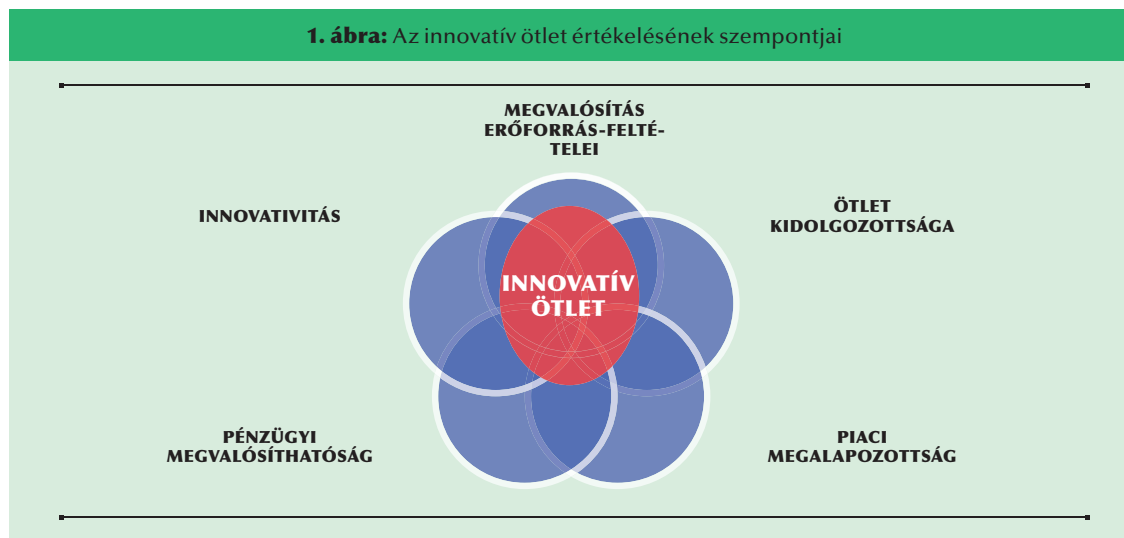 1. ábra: Az innovatív ötlet értékelésének szempontjai
MEGVALÓSÍTÁS
ERŐFORRÁS-FELTÉ-
TELEI
INNOVATIVITÁS
ÖTLET
KIDOLGOZOTTSÁGA
INNOVATÍV
ÖTLET
PÉNZÜGYI
MEGVALÓSÍTHATÓSÁG
PIACI
MEGALAPOZOTTSÁG